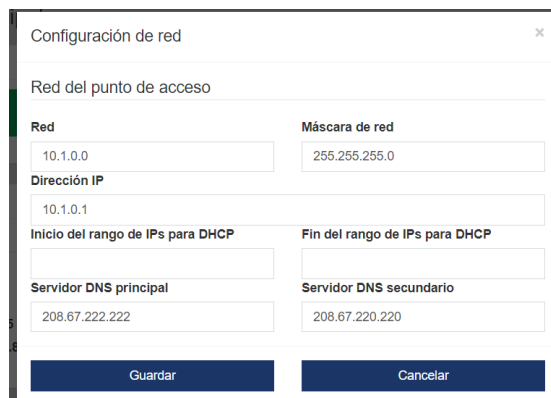 Configuración de red
×
Red del punto de acceso
Red Máscara de red
10.1.0.0 255.255.255.0
Dirección IP
10.1.0.1
Inicio del rango de IPs para DHCP Fin del rango de IPs para DHCP
Servidor DNS principal Servidor DNS secundario
208.67.222.222 208.67.220.220
Guardar Cancelar